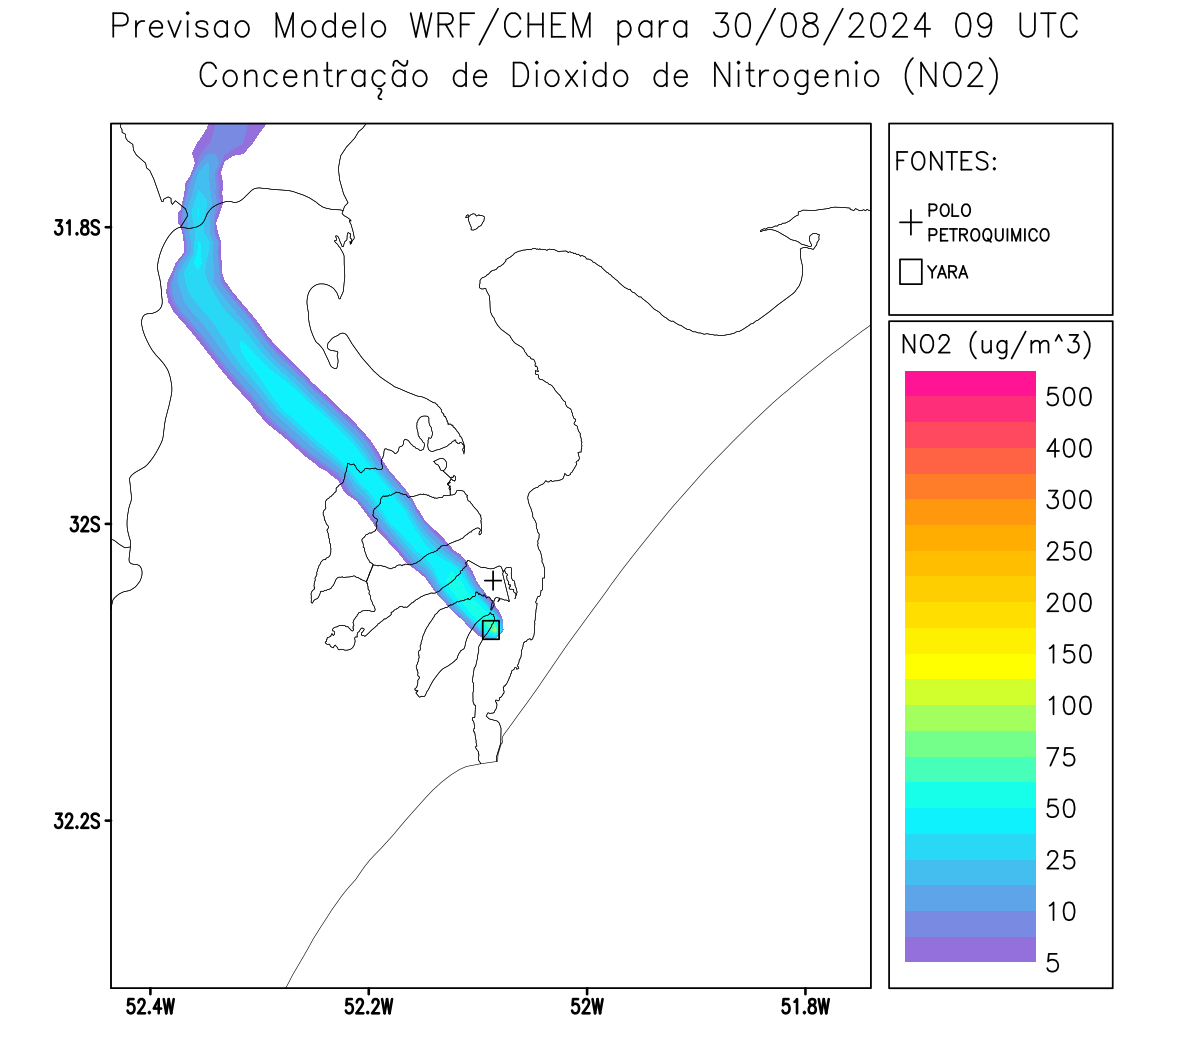 Previsao Modelo WRF/CHEM para 30/08/2024 09 UTC
Concentração de Dioxido de Nitrogenio (NO2)
31.8S
32S
32.2S
52.4W
52.2W
52W
51.8W
FONTES:
POLO
PETROQUIMICO
YARA
NO2 (ug/m^3)
500
400
300
250
200
150
100
75
50
25
10
5